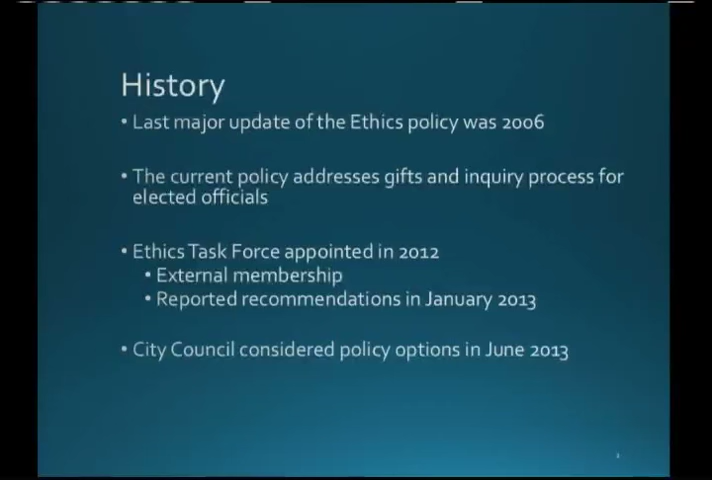 History
• Last major update of the Ethics policy was 2006
• The current policy addresses gifts and inquiry process for
elected officials
• Ethics Task Force appointed in 2012
• External membership
• Reported recommendations in January 2013
• City Council considered policy options in June 2013